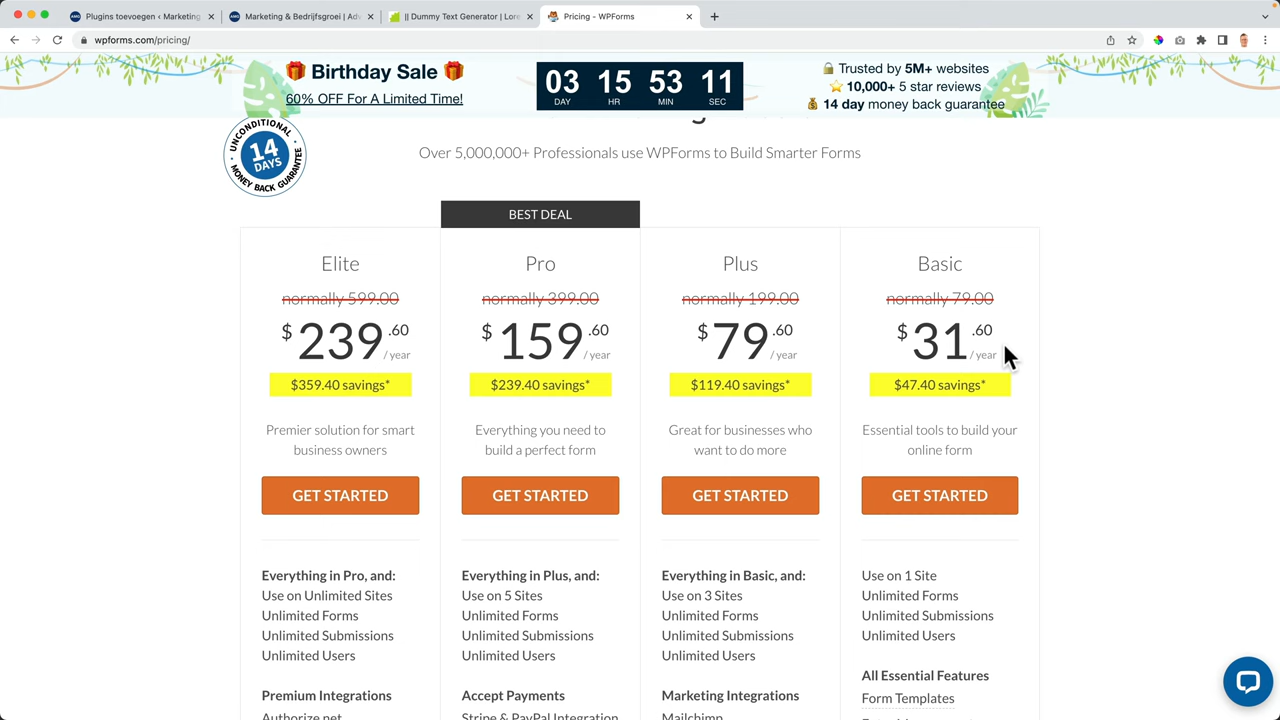 Plugins toevoegen ‹ Marketing
Marketing & Bedrijfsgroei | Adv
|| Dummy Text Generator | Lore
Pricing - WPForms
wpforms.com/pricing/
Birthday Sale
60% OFF For A Limited Time!
03 15 53 11
DAY HR MIN SEC
Trusted by 5M+ websites
10,000+ 5 star reviews
14 day money back guarantee
UNCONDITIONAL
14
DAYS
MONEY BACK GUARANTEE
Over 5,000,000+ Professionals use WPForms to Build Smarter Forms
BEST DEAL
Elite
normally 599.00
$239.60 / year
$359.40 savings*
Premier solution for smart
business owners
GET STARTED
Everything in Pro, and:
Use on Unlimited Sites
Unlimited Forms
Unlimited Submissions
Unlimited Users
Premium Integrations
Authorize.net
Pro
normally 399.00
$159.60 / year
$239.40 savings*
Everything you need to
build a perfect form
GET STARTED
Everything in Plus, and:
Use on 5 Sites
Unlimited Forms
Unlimited Submissions
Unlimited Users
Accept Payments
Stripe & PayPal Integration
Plus
normally 199.00
$79.60 / year
$119.40 savings*
Great for businesses who
want to do more
GET STARTED
Everything in Basic, and:
Use on 3 Sites
Unlimited Forms
Unlimited Submissions
Unlimited Users
Marketing Integrations
Mailchimp
Basic
normally 79.00
$31.60 / year
$47.40 savings*
Essential tools to build your
online form
GET STARTED
Use on 1 Site
Unlimited Forms
Unlimited Submissions
Unlimited Users
All Essential Features
Form Templates